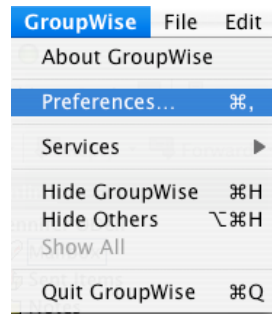 GroupWise File Edit
About GroupWise
Preferences... ⌘,
Services ▶
Hide GroupWise ⌘H
Hide Others ⌥⌘H
Show All
Quit GroupWise ⌘Q